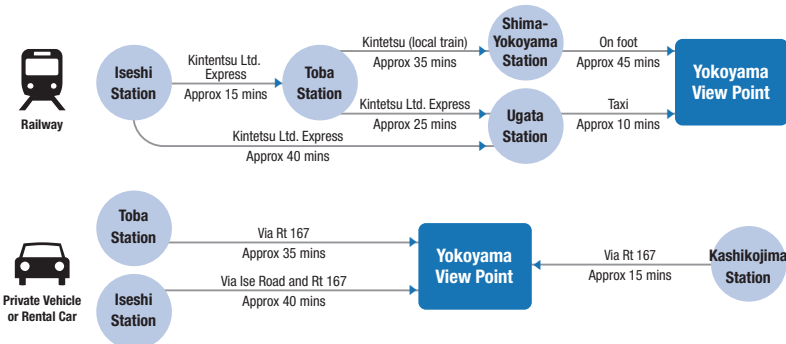 Railway
Iseshi
Station
Kintentsu Ltd.
Express
Approx 15 mins
Toba
Station
Kintetsu (local train)
Approx 35 mins
Shima-
Yokoyama
Station
On foot
Approx 45 mins
Kintetsu Ltd. Express
Approx 25 mins
Ugata
Station
Taxi
Approx 10 mins
Yokoyama
View Point
Kintetsu Ltd. Express
Approx 40 mins
Private Vehicle
or Rental Car
Toba
Station
Via Rt 167
Approx 35 mins
Iseshi
Station
Via Ise Road and Rt 167
Approx 40 mins
Yokoyama
View Point
Via Rt 167
Approx 15 mins
Kashikojima
Station